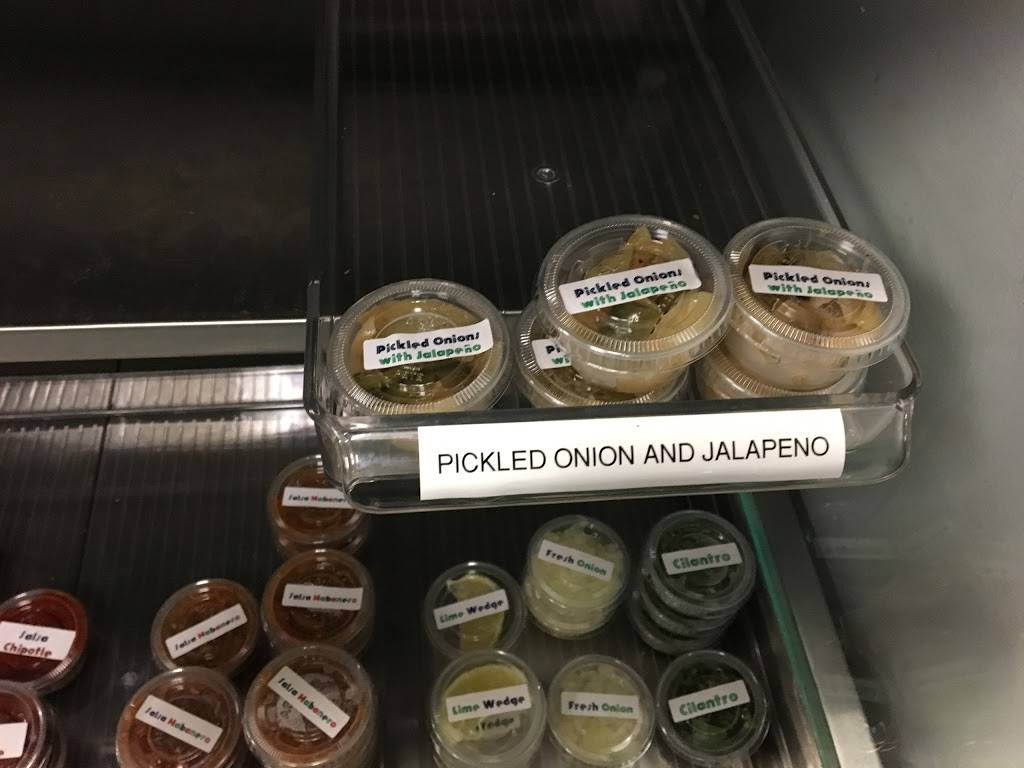 Pickled Onions
with Jalapeño
Pickled Onions
with Jalapeño
Pickled Onions
with Jalapeño
PICKLED ONION AND JALAPENO
Salsa Habanero
Salsa Habanero
Salsa Habanero
Salsa Habanero
Salsa Habanero
Salsa
Chipotle
Lime Wedge
Fresh Onion
Cilantro
Lime Wedge
Fresh Onion
Cilantro